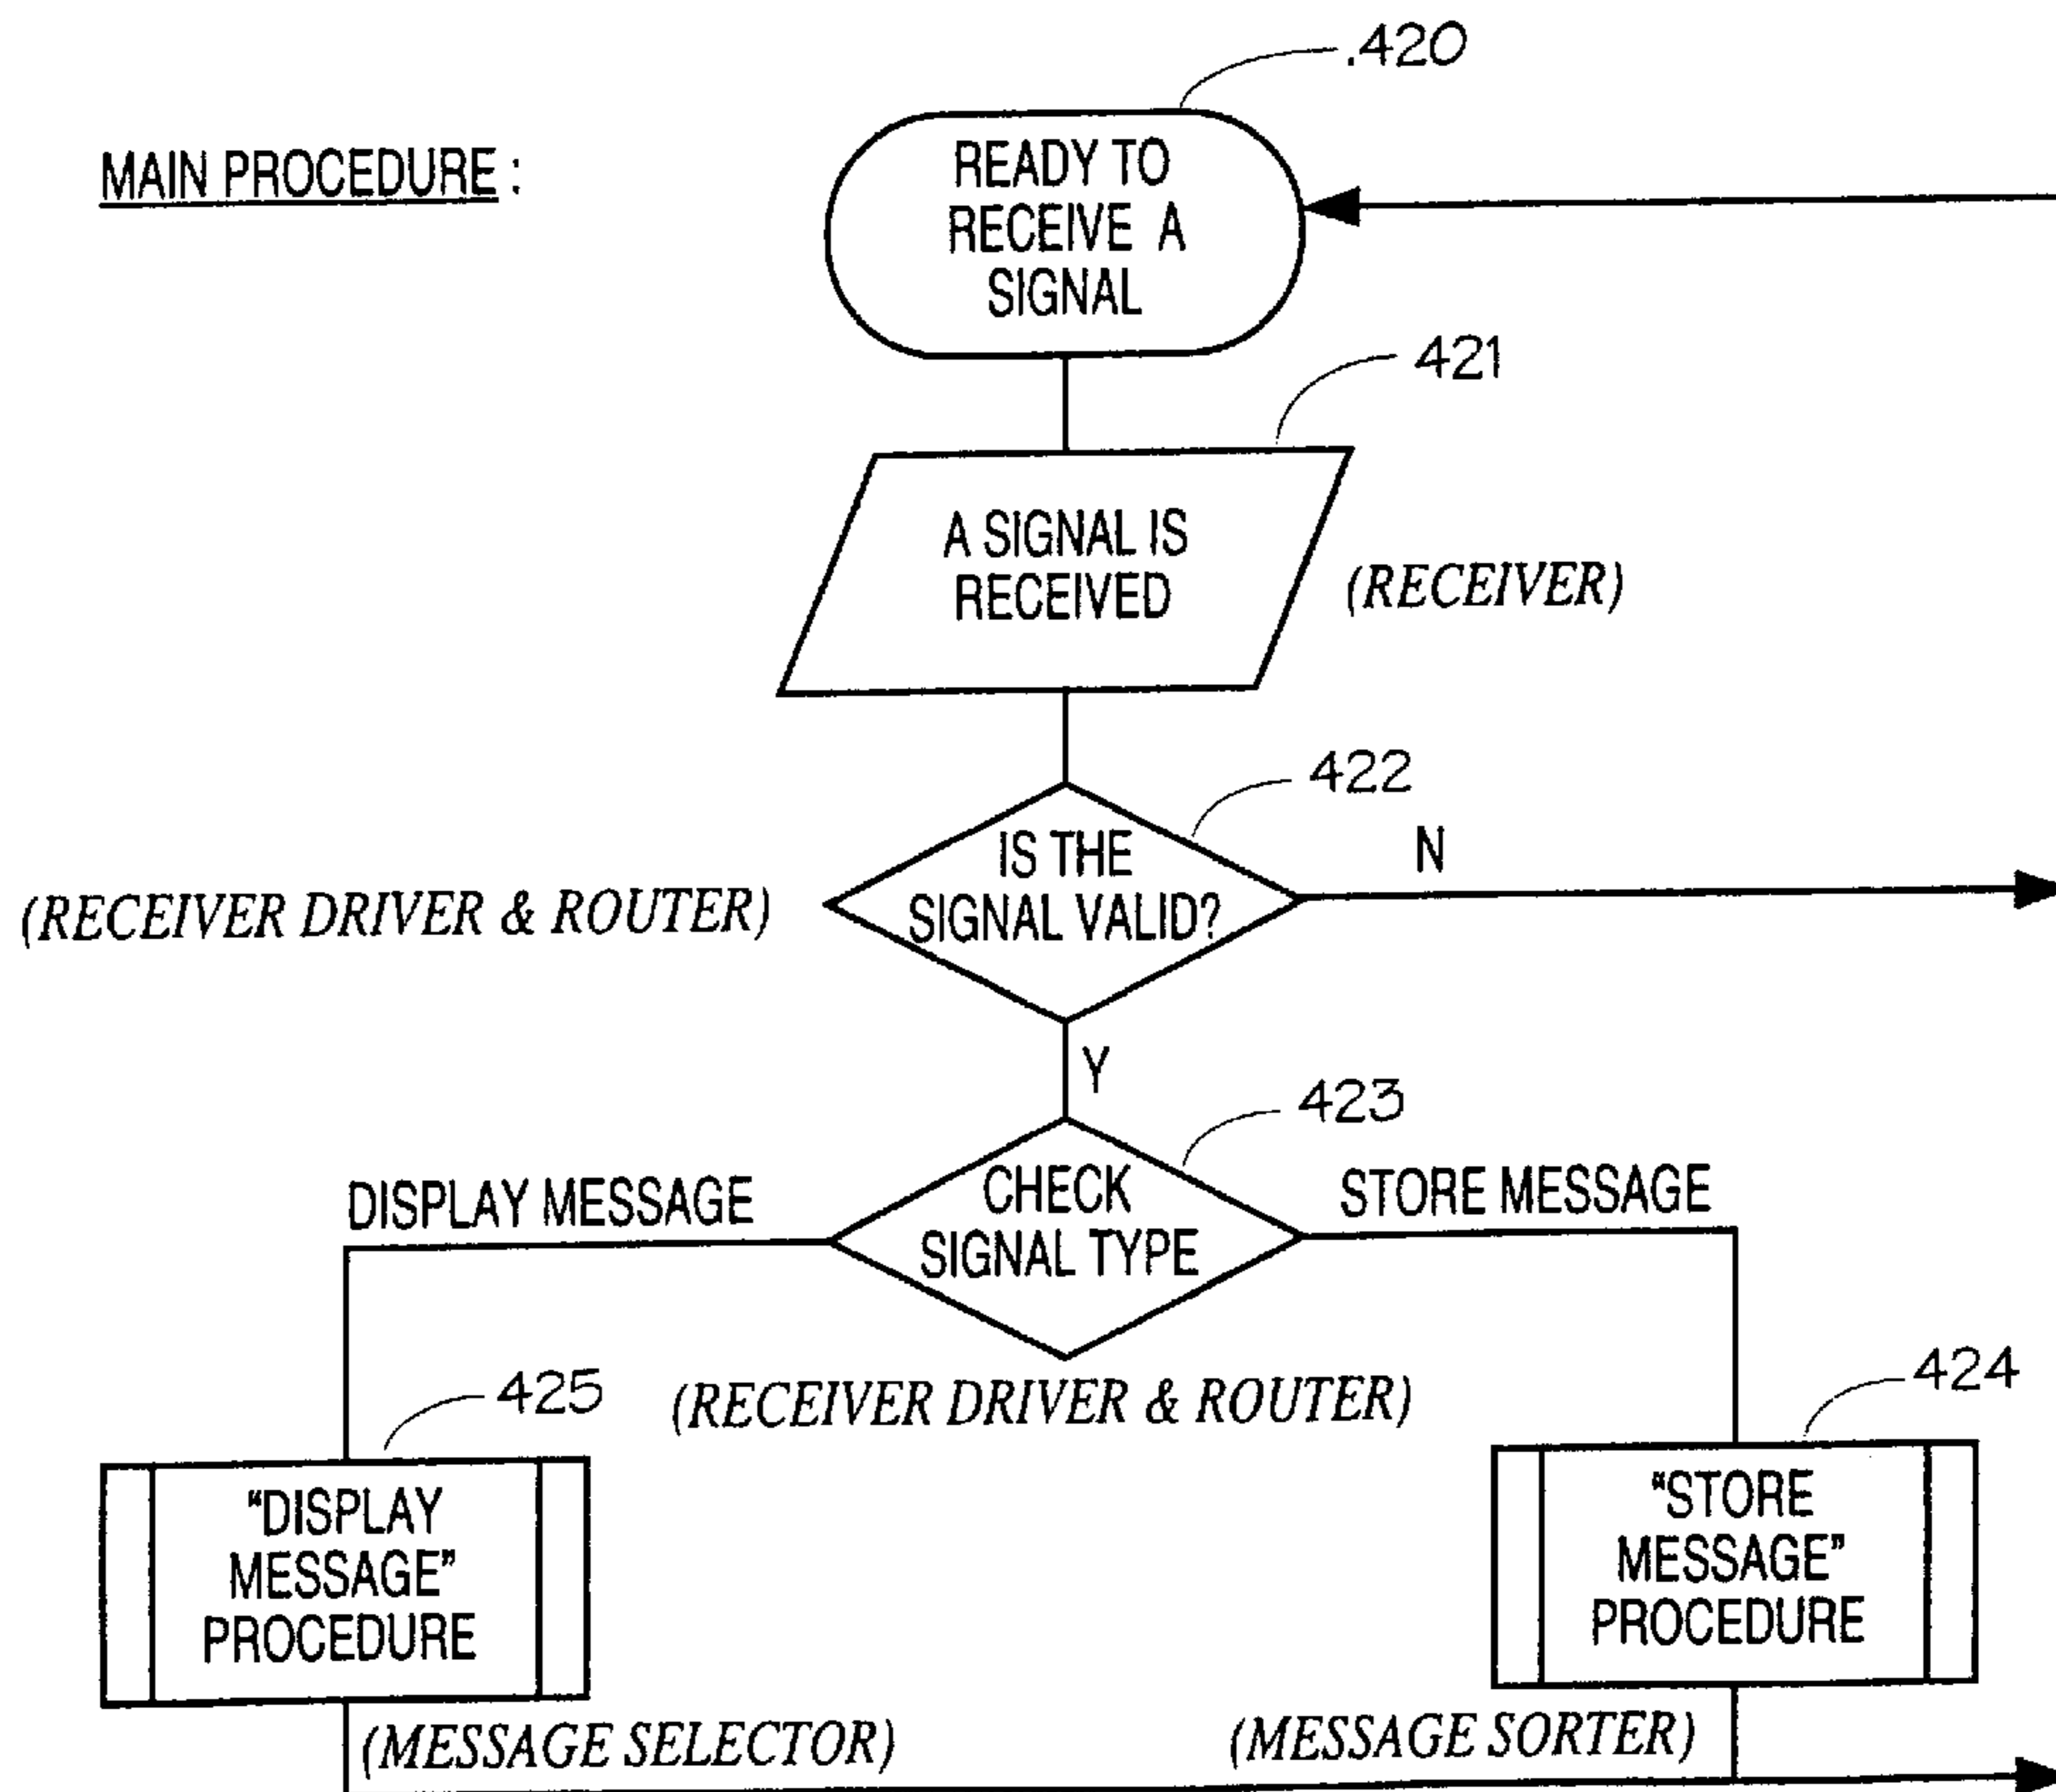 .420
MAIN PROCEDURE :
READY TO
RECEIVE A
SIGNAL
421
A SIGNAL IS
RECEIVED
(RECEIVER)
422
IS THE
SIGNAL VALID?
N
(RECEIVER DRIVER & ROUTER)
Y
423
CHECK
SIGNAL TYPE
DISPLAY MESSAGE
STORE MESSAGE
(RECEIVER DRIVER & ROUTER)
425
424
"DISPLAY
MESSAGE"
PROCEDURE
"STORE
MESSAGE"
PROCEDURE
(MESSAGE SELECTOR)
(MESSAGE SORTER)